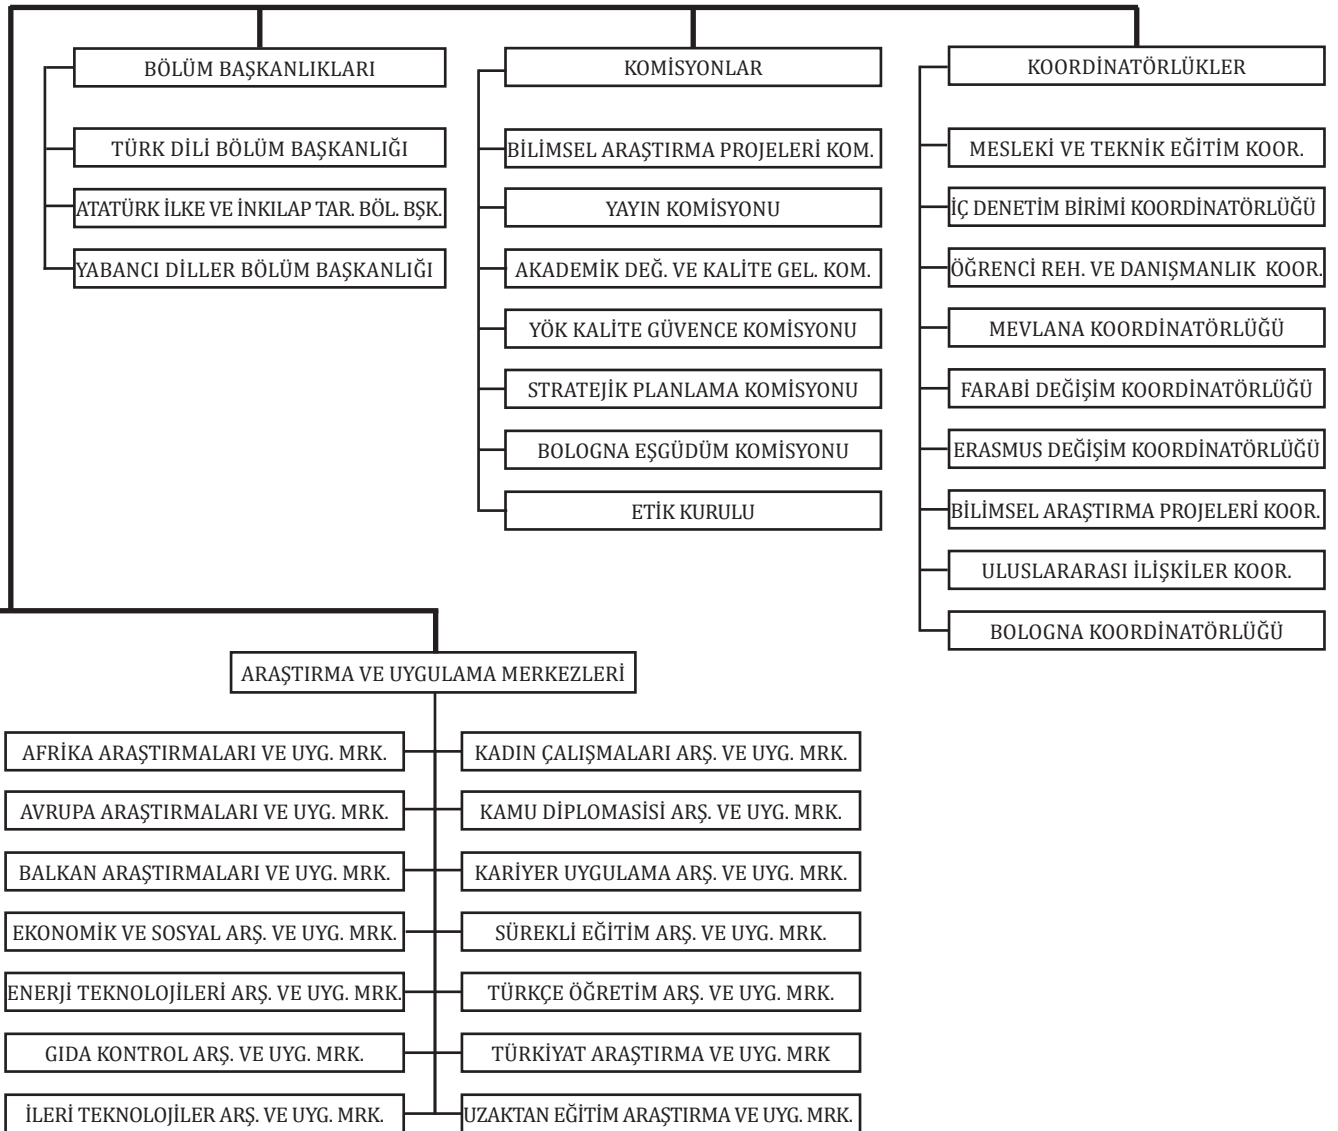 BÖLÜM BAŞKANLIKLARI
TÜRK DİLİ BÖLÜM BAŞKANLIĞI
ATATÜRK İLKE VE İNKILAP TAR. BÖL. BŞK.
YABANCI DİLLER BÖLÜM BAŞKANLIĞI
KOMİSYONLAR
BİLİMSEL ARAŞTIRMA PROJELERİ KOM.
YAYIN KOMİSYONU
AKADEMİK DEĞ. VE KALİTE GEL. KOM.
YÖK KALİTE GÜVENCE KOMİSYONU
STRATEJİK PLANLAMA KOMİSYONU
BOLOGNA EŞGÜDÜM KOMİSYONU
ETİK KURULU
KOORDİNATÖRLÜKLER
MESLEKİ VE TEKNİK EĞİTİM KOOR.
İÇ DENETİM BİRİMİ KOORDİNATÖRLÜĞÜ
ÖĞRENCİ REH. VE DANIŞMANLIK KOOR.
MEVLANA KOORDİNATÖRLÜĞÜ
FARABİ DEĞİŞİM KOORDİNATÖRLÜĞÜ
ERASMUS DEĞİŞİM KOORDİNATÖRLÜĞÜ
BİLİMSEL ARAŞTIRMA PROJELERİ KOOR.
ULUSLARARASI İLİŞKİLER KOOR.
BOLOGNA KOORDİNATÖRLÜĞÜ
ARAŞTIRMA VE UYGULAMA MERKEZLERİ
AFRİKA ARAŞTIRMALARI VE UYG. MRK.
AVRUPA ARAŞTIRMALARI VE UYG. MRK.
BALKAN ARAŞTIRMALARI VE UYG. MRK.
EKONOMİK VE SOSYAL ARŞ. VE UYG. MRK.
ENERJİ TEKNOLOJİLERİ ARŞ. VE UYG. MRK.
GIDA KONTROL ARŞ. VE UYG. MRK.
İLERİ TEKNOLOJİLER ARŞ. VE UYG. MRK.
KADIN ÇALIŞMALARI ARŞ. VE UYG. MRK.
KAMU DİPLOMASİSİ ARŞ. VE UYG. MRK.
KARİYER UYGULAMA ARŞ. VE UYG. MRK.
SÜREKLİ EĞİTİM ARŞ. VE UYG. MRK.
TÜRKÇE ÖĞRETİM ARŞ. VE UYG. MRK.
TÜRKİYAT ARAŞTIRMA VE UYG. MRK
UZAKTAN EĞİTİM ARAŞTIRMA VE UYG. MRK.